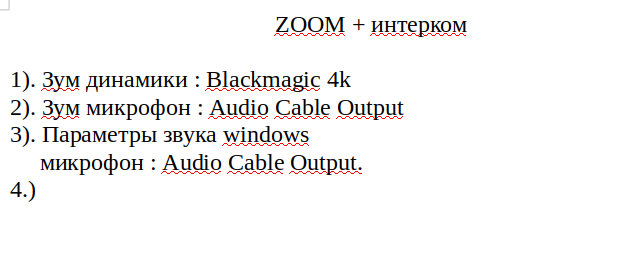 ZOOM + интерком
1). Зум динамики : Blackmagic 4k
2). Зум микрофон : Audio Cable Output
3). Параметры звука windows
микрофон : Audio Cable Output.
4.)